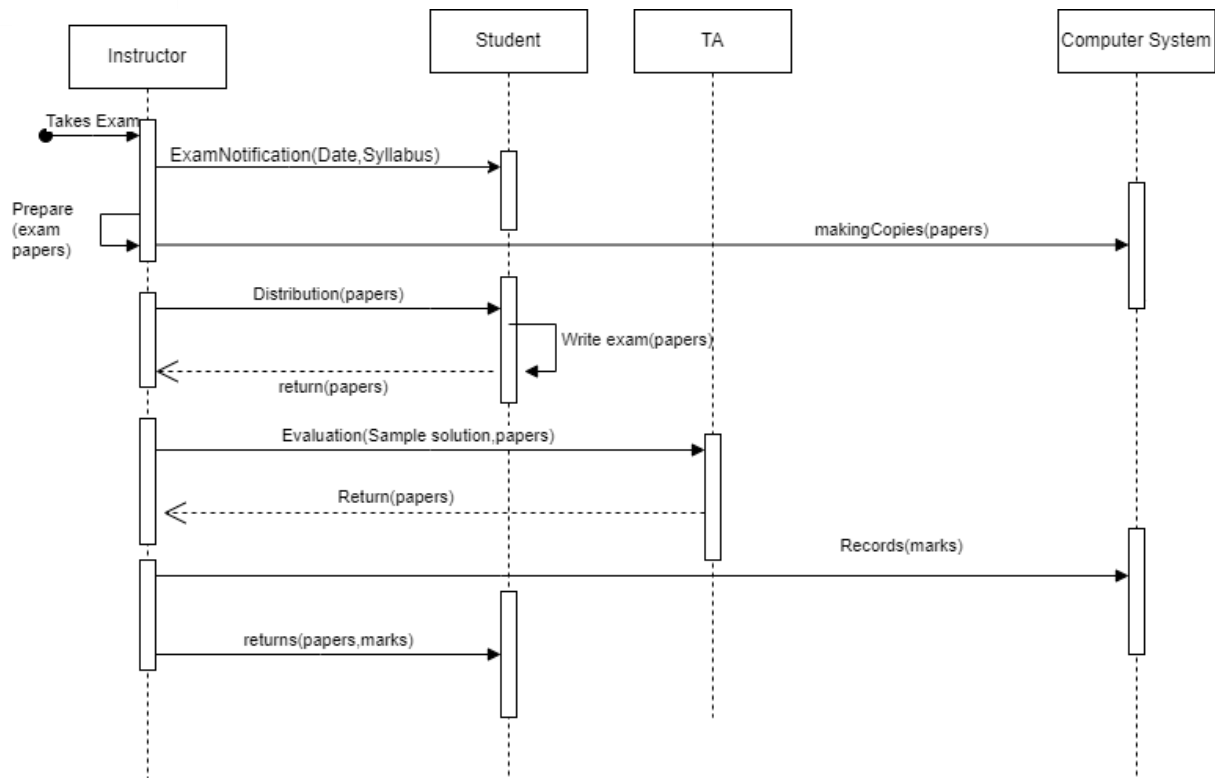 Instructor
Student
TA
Computer System
Takes Exam
ExamNotification(Date,Syllabus)
Prepare
(exam
papers)
makingCopies(papers)
Distribution(papers)
Write exam(papers)
return(papers)
Evaluation(Sample solution,papers)
Return(papers)
Records(marks)
returns(papers,marks)